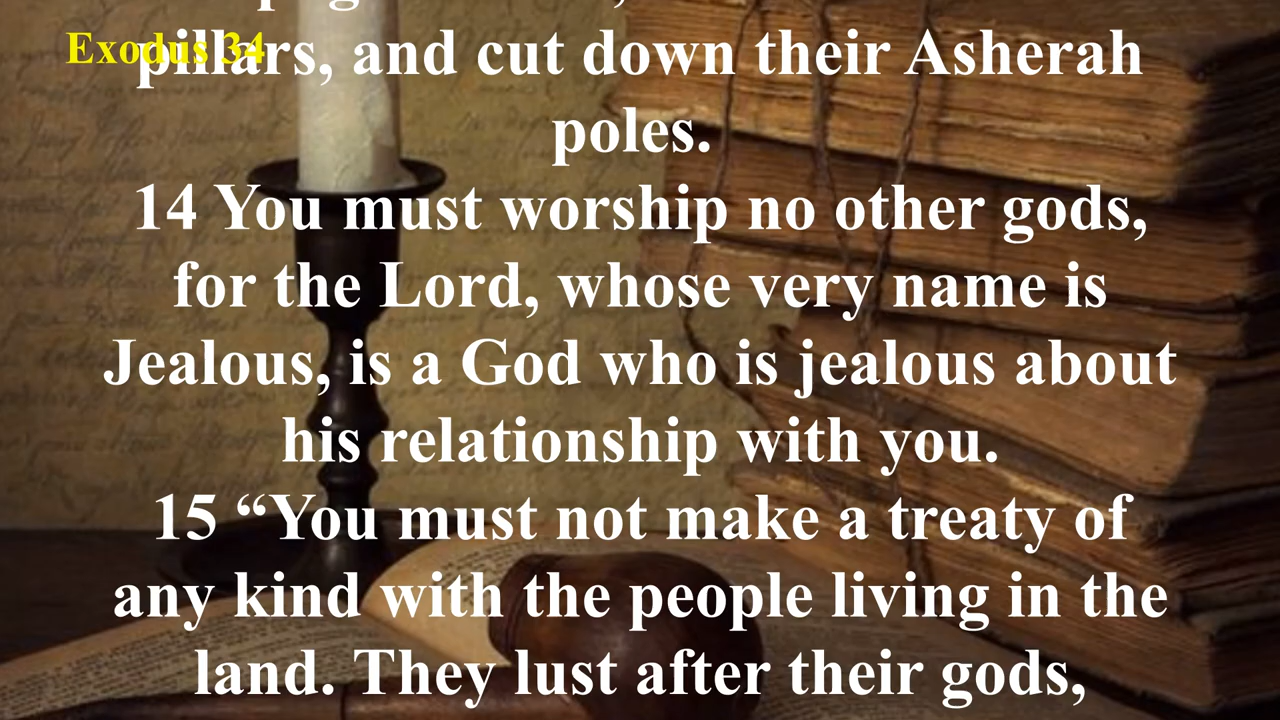 Exodus 34
pillars, and cut down their Asherah
poles.
14 You must worship no other gods,
for the Lord, whose very name is
Jealous, is a God who is jealous about
his relationship with you.
15 “You must not make a treaty of
any kind with the people living in the
land. They lust after their gods,